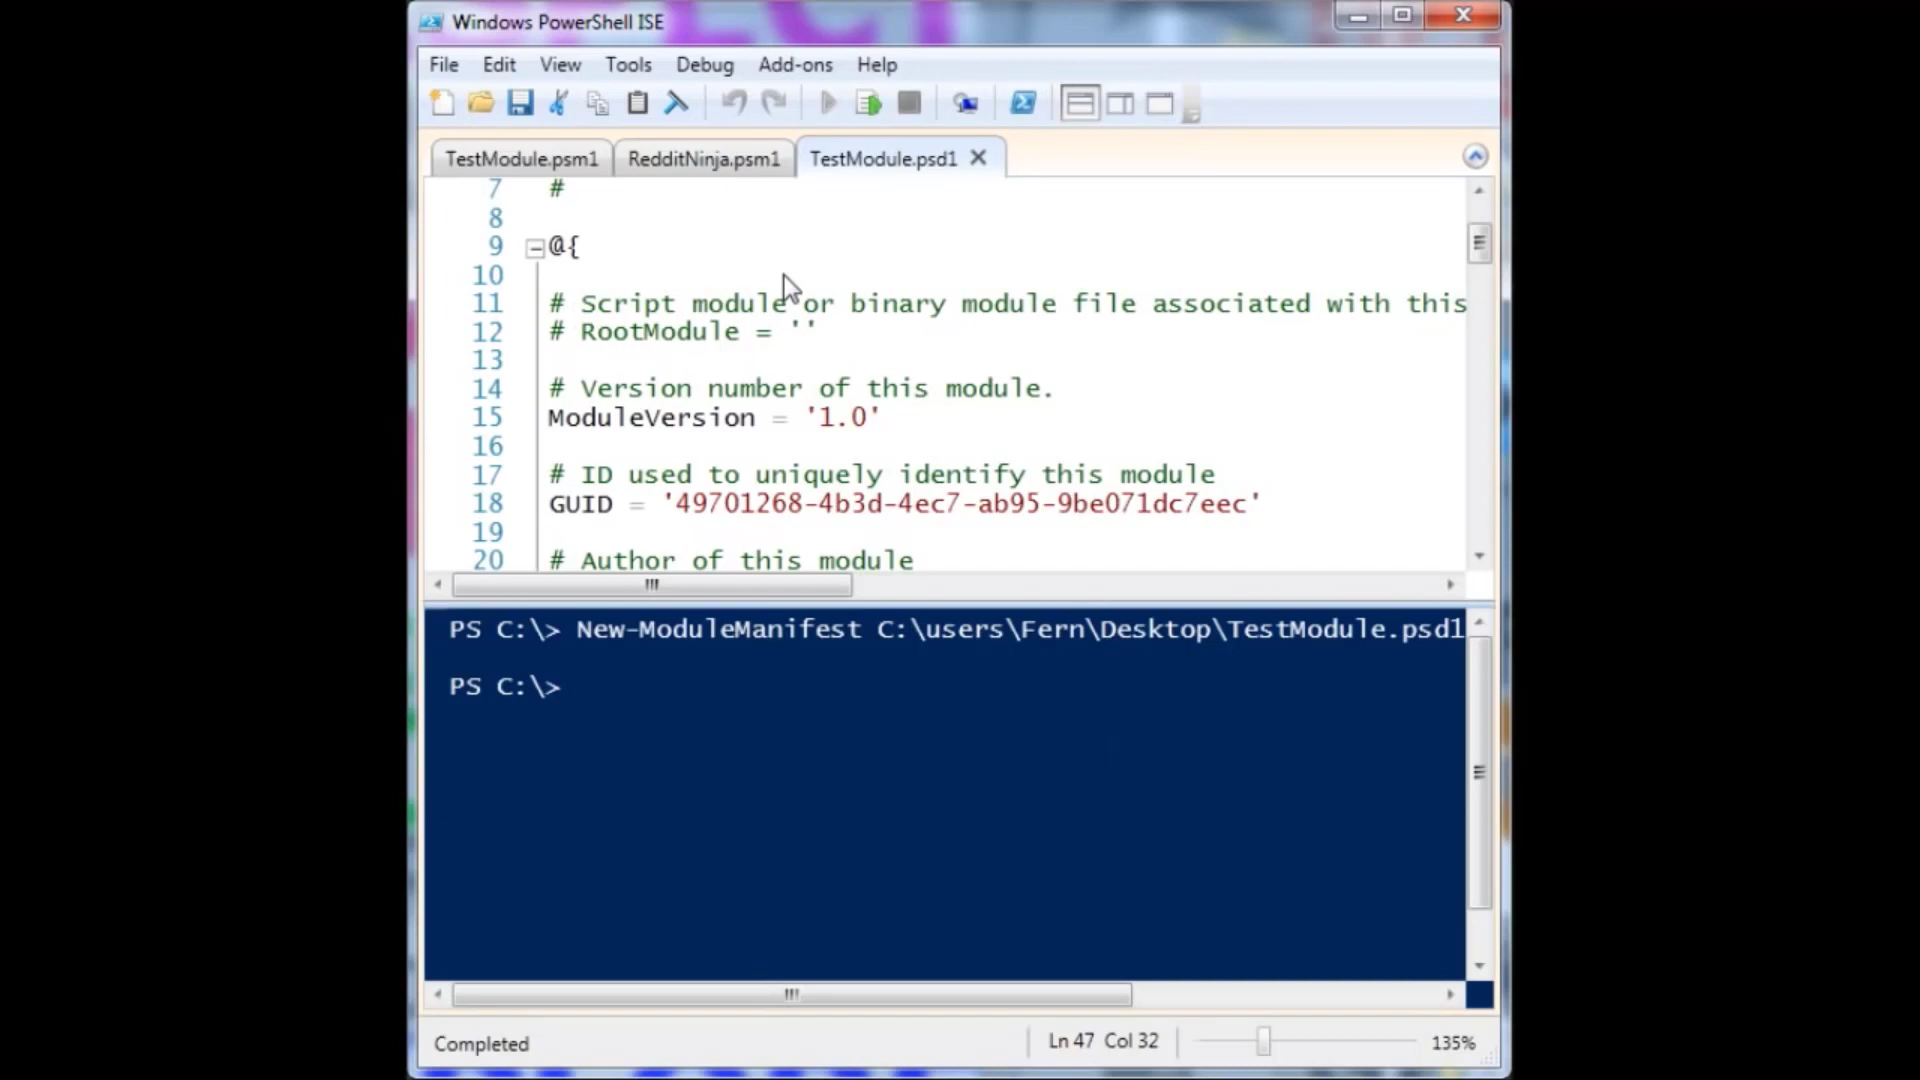 Windows PowerShell ISE
File Edit View Tools Debug Add-ons Help
TestModule.psm1 RedditNinja.psm1 TestModule.psd1
7 #
8
9 @{
10
11 # Script module or binary module file associated with this
12 # RootModule = ''
13
14 # Version number of this module.
15 ModuleVersion = '1.0'
16
17 # ID used to uniquely identify this module
18 GUID = '49701268-4b3d-4ec7-ab95-9be071dc7eec'
19
20 # Author of this module
PS C:\> New-ModuleManifest C:\users\Fern\Desktop\TestModule.psd1
PS C:\>
Completed Ln 47 Col 32 135%